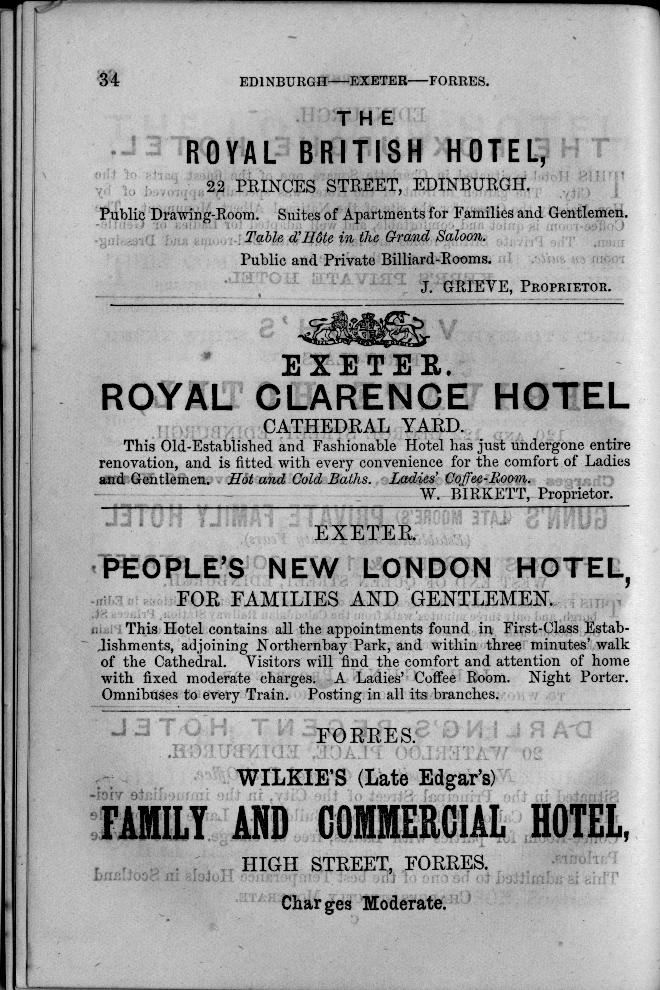 34
EDINBURGH—EXETER—FORRES.
THE
ROYAL BRITISH HOTEL,
22 PRINCES STREET, EDINBURGH.
Public Drawing-Room. Suites of Apartments for Families and Gentlemen.
Table d'Hôte in the Grand Saloon.
Public and Private Billiard-Rooms.
J. GRIEVE, PROPRIETOR.
EXETER.
ROYAL CLARENCE HOTEL
CATHEDRAL YARD.
This Old-Established and Fashionable Hotel has just undergone entire
renovation, and is fitted with every convenience for the comfort of Ladies
and Gentlemen. Hot and Cold Baths. Ladies' Coffee-Room.
W. BIRKETT, Proprietor.
EXETER.
PEOPLE'S NEW LONDON HOTEL,
FOR FAMILIES AND GENTLEMEN.
This Hotel contains all the appointments found in First-Class Estab-
lishments, adjoining Northernbay Park, and within three minutes' walk
of the Cathedral. Visitors will find the comfort and attention of home
with fixed moderate charges. A Ladies' Coffee Room. Night Porter.
Omnibuses to every Train. Posting in all its branches.
FORRES.
WILKIE'S (Late Edgar's)
FAMILY AND COMMERCIAL HOTEL,
HIGH STREET, FORRES.
Charges Moderate.